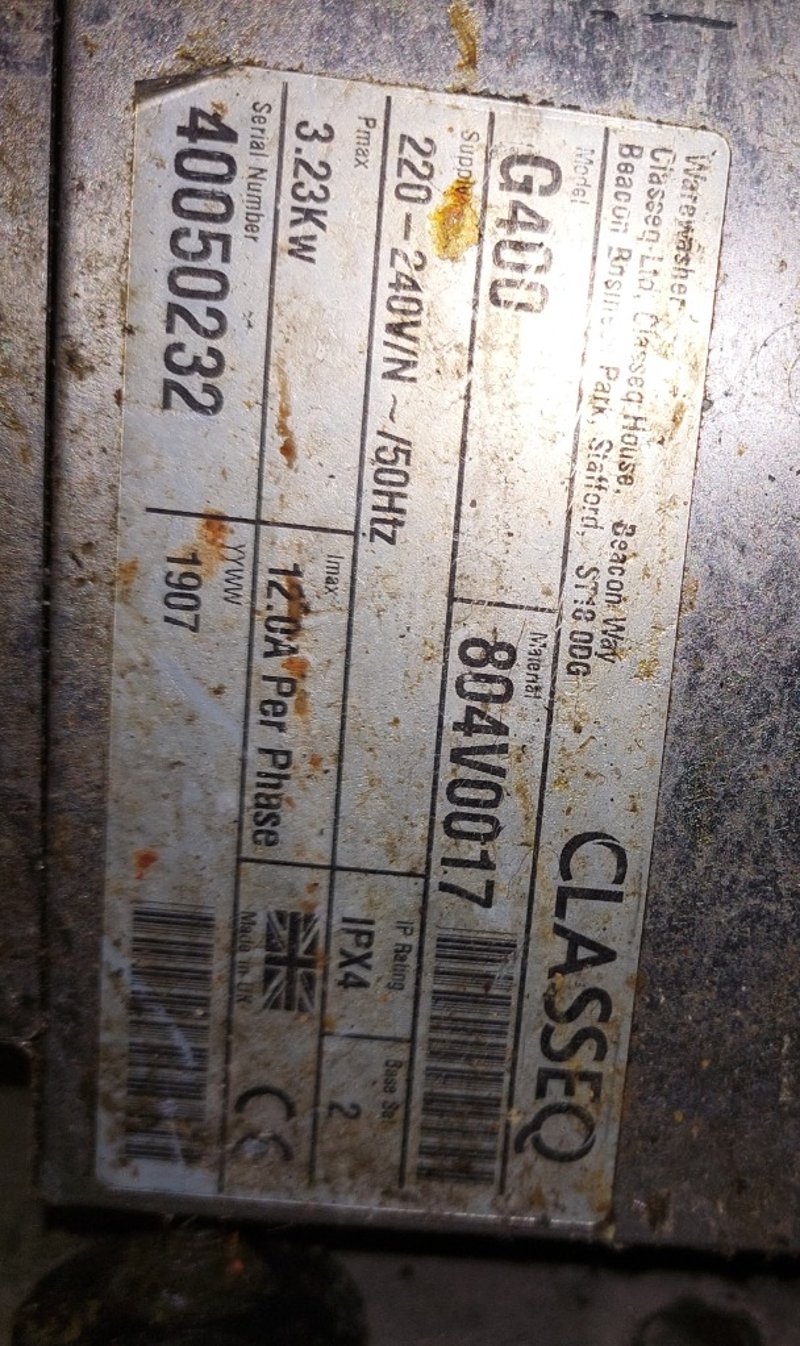 Warewasher
Classeq Ltd, Classeq House, Beacon Way
Beacon Park, Stafford, ST18 0DG
CLASSEQ
Model
G400
Material
804V0017
Supply
220-240V/N ~ /50Hz
IP Rating
IPX4
2
Pmax
3.23Kw
Imax
12.0A Per Phase
Made in UK
CE
Serial Number
40050232
YYWW
1907